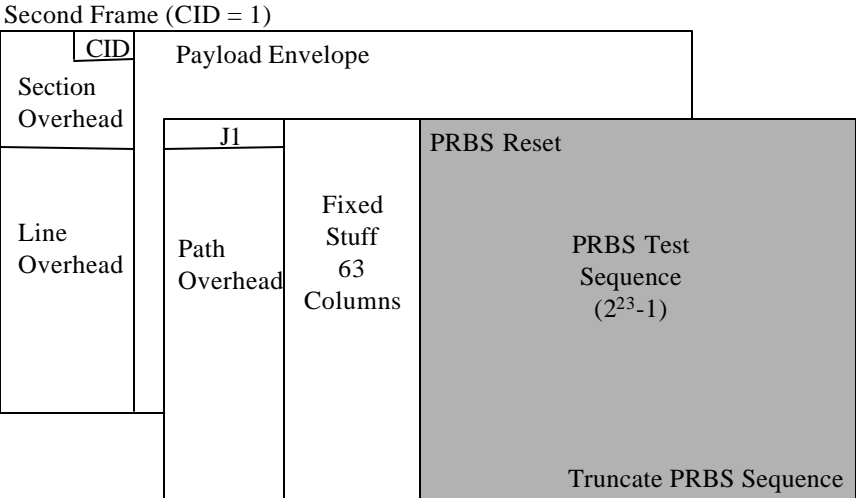 Second Frame (CID = 1)
CID
Payload Envelope
Section
Overhead
J1
PRBS Reset
Line
Overhead
Path
Overhead
Fixed
Stuff
63
Columns
PRBS Test
Sequence
(2²³-1)
Truncate PRBS Sequence